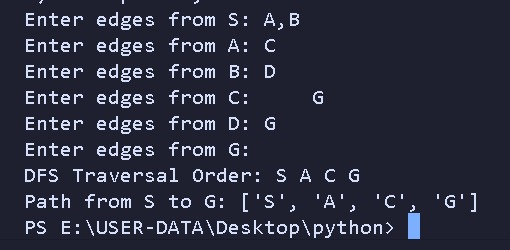 Enter edges from S: A,B
Enter edges from A: C
Enter edges from B: D
Enter edges from C:      G
Enter edges from D: G
Enter edges from G:
DFS Traversal Order: S A C G
Path from S to G: ['S', 'A', 'C', 'G']
PS E:\USER-DATA\Desktop\python>